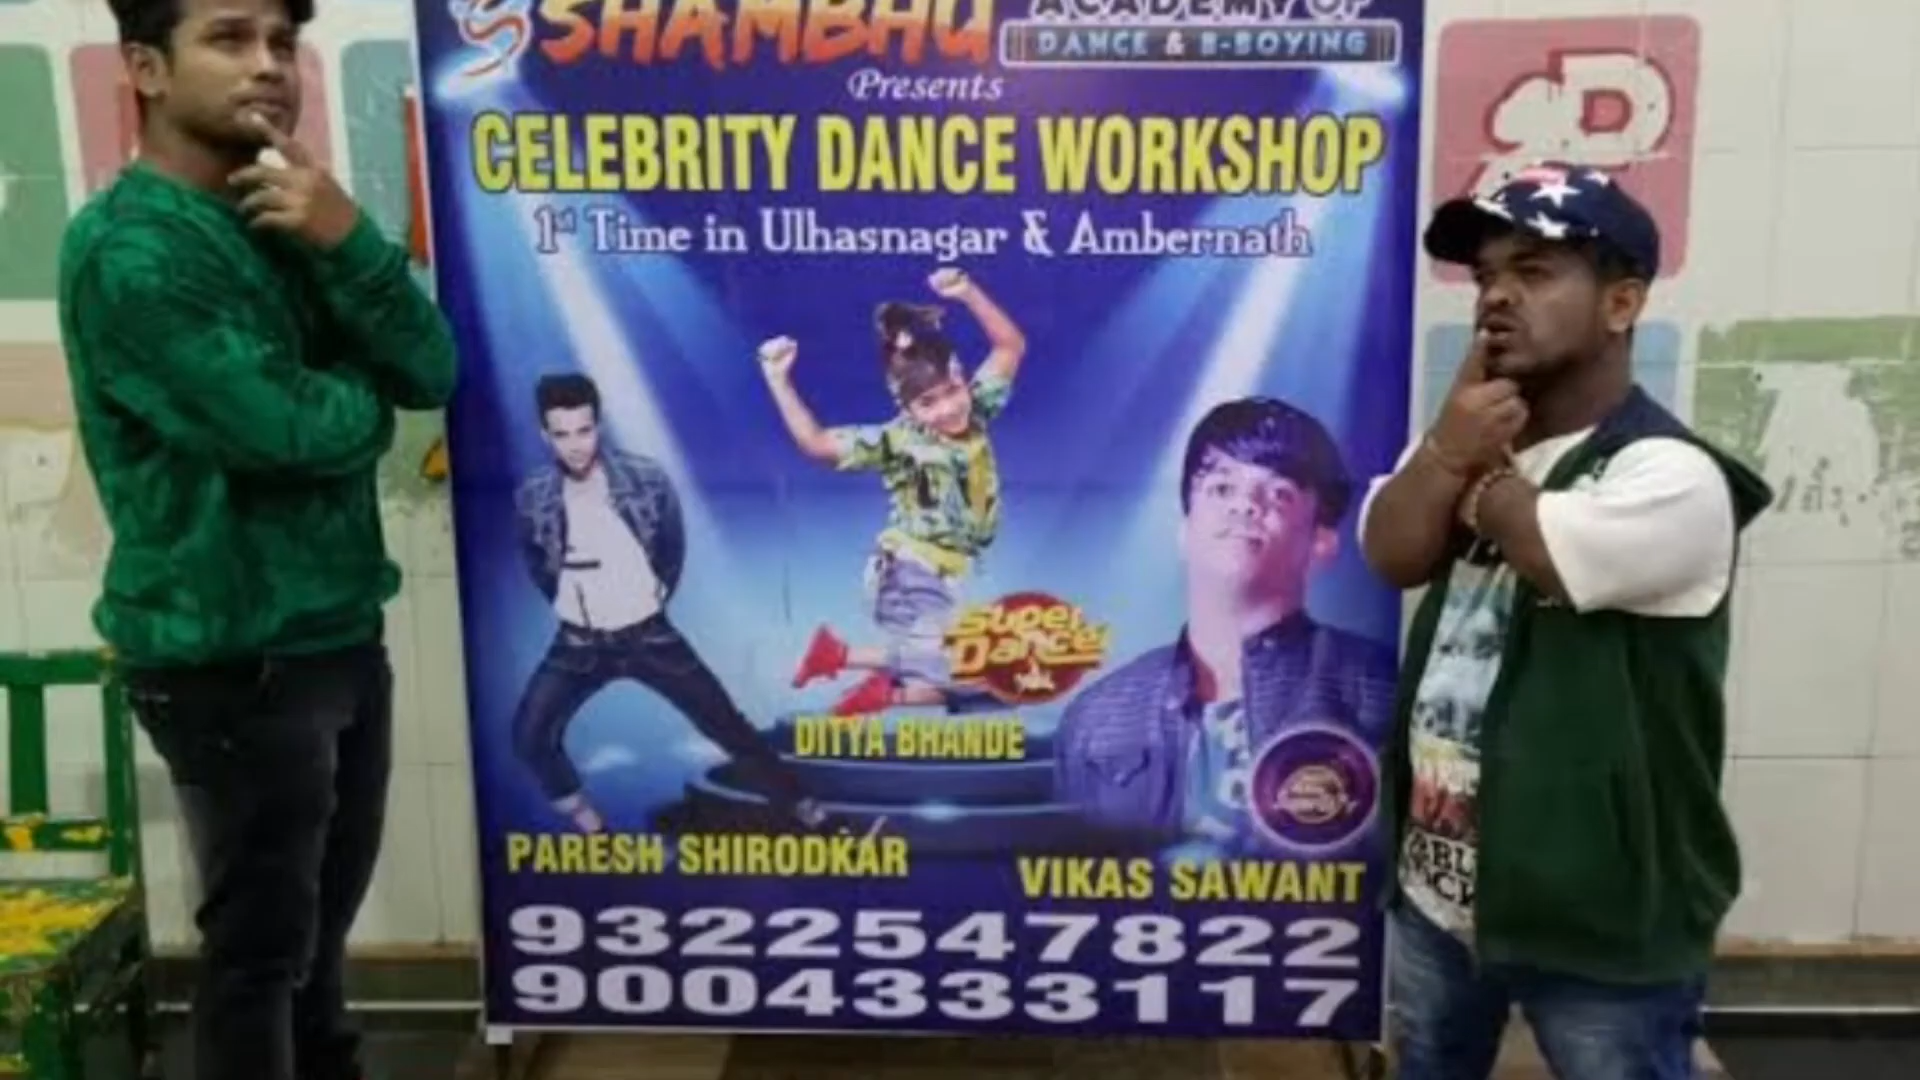 SHAMBHU ACADEMY OF
DANCE & B-BOYING
Presents
CELEBRITY DANCE WORKSHOP
1st Time in Ulhasnagar & Ambernath
Super
Dancer
DITYA BHANDE
PARESH SHIRODKAR
VIKAS SAWANT
9322547822
9004333117